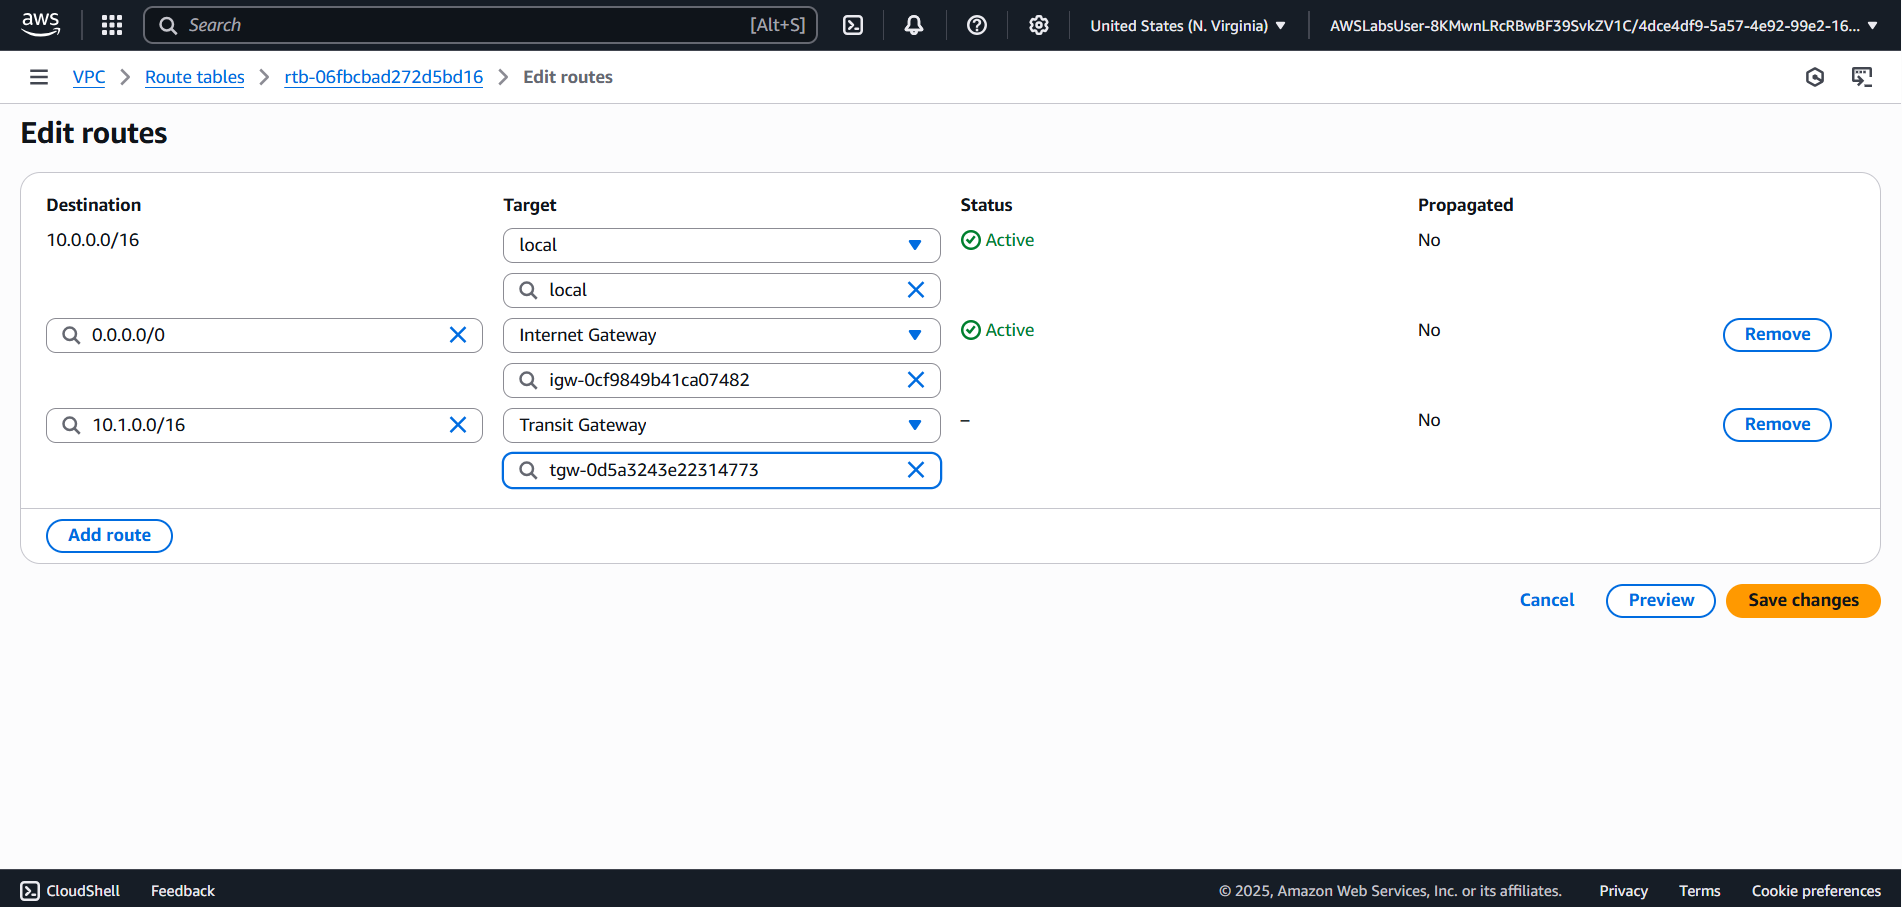 aws
Search [Alt+S] United States (N. Virginia) AWSLabsUser-8KMwnLRcRBwBF39SvkZV1C/4dce4df9-5a57-4e92-99e2-16...
VPC Route tables rtb-06fbcbad272d5bd16 Edit routes
Edit routes
Destination Target Status Propagated
10.0.0.0/16 local Active No
local
0.0.0.0/0 Internet Gateway Active No Remove
igw-0cf9849b41ca07482
10.1.0.0/16 Transit Gateway – No Remove
tgw-0d5a3243e22314773
Add route
Cancel Preview Save changes
CloudShell Feedback © 2025, Amazon Web Services, Inc. or its affiliates. Privacy Terms Cookie preferences